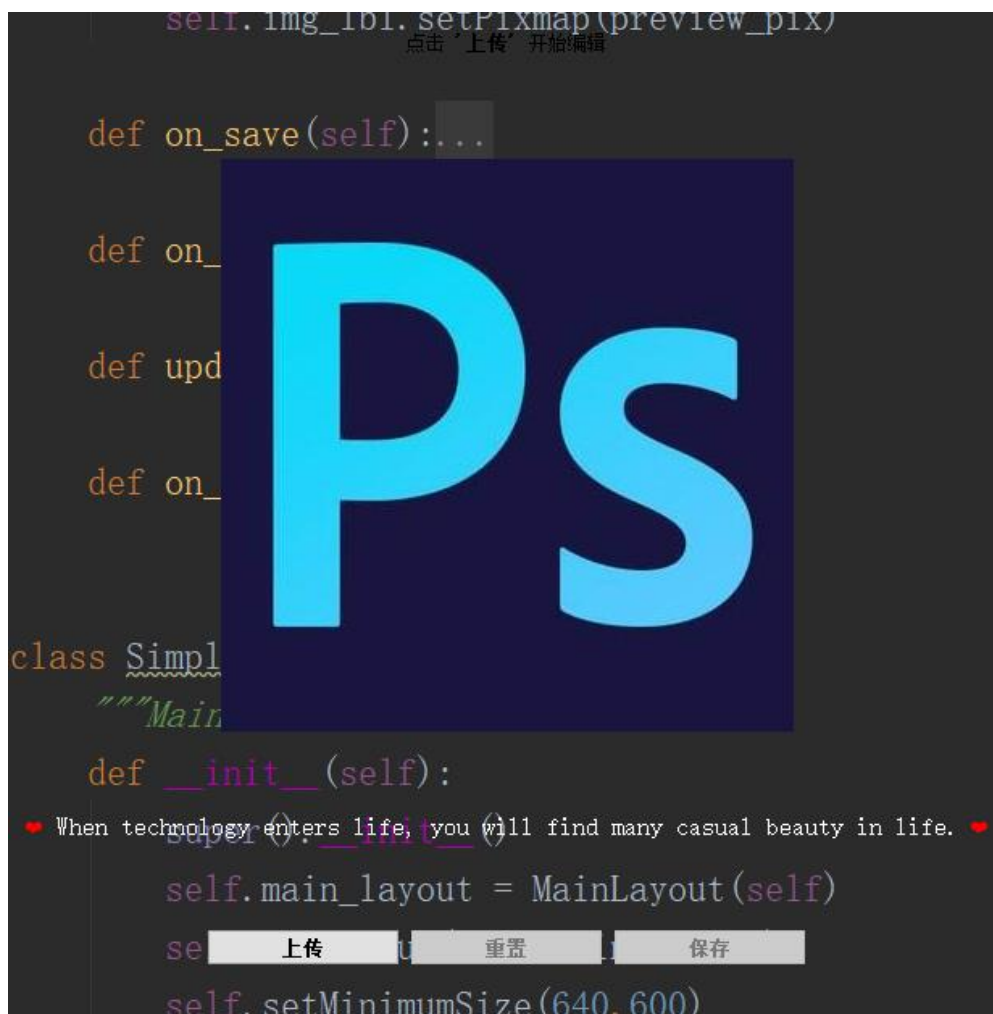 self.img_lbl.setPixmap(preview_pix)
点击 '上传' 开始编辑
def on_save(self):...
def on_
Ps
def upd
def on_
class Simpl
"""Main
def __init__(self):
❤ When technology enters life, you will find many casual beauty in life. ❤
super().__init__()
self.main_layout = MainLayout(self)
se
上传 重置 保存
self.setMinimumSize(640, 600)